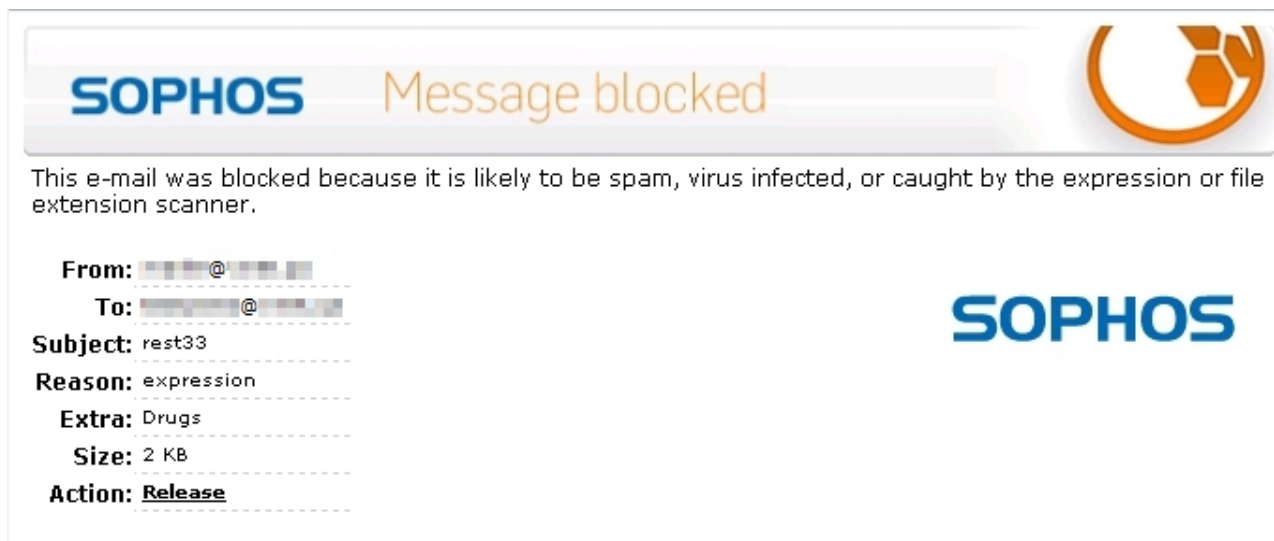 SOPHOS Message blocked
This e-mail was blocked because it is likely to be spam, virus infected, or caught by the expression or file
extension scanner.
From: @
To: @
SOPHOS
Subject: rest33
Reason: expression
Extra: Drugs
Size: 2 KB
Action: Release